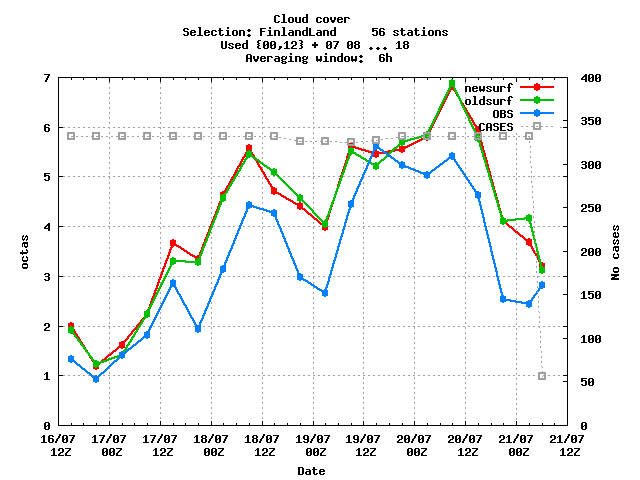 Cloud cover
Selection: FinlandLand 56 stations
Used {00,12} + 07 08 ... 18
Averaging window: 6h
newsurf
oldsurf
OBS
CASES
7
6
5
4
3
2
1
0
octas
400
350
300
250
200
150
100
50
0
No cases
16/07 17/07 17/07 18/07 18/07 19/07 19/07 20/07 20/07 21/07 21/07
12Z 00Z 12Z 00Z 12Z 00Z 12Z 00Z 12Z 00Z 12Z
Date